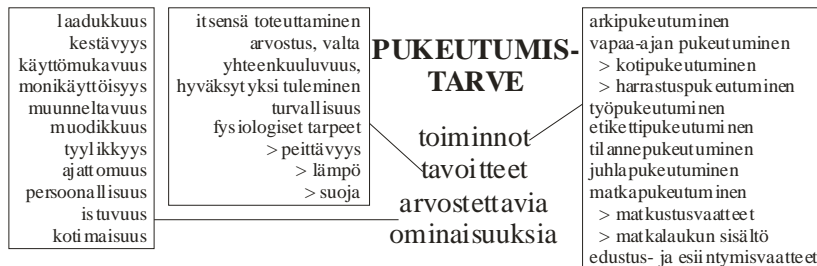 laadukkuus
kestävyys
käyttömukavuus
monikäyttöisyys
muunneltavuus
muodikkuus
tyylikkyys
ajattomuus
persoonallisuus
istuvuus
kotimaisuus
itsensä toteuttaminen
arvostus, valta
yhteenkuuluvuus,
hyväksytyksi tuleminen
turvallisuus
fysiologiset tarpeet
> peittävyys
> lämpö
> suoja
PUKEUTUMIS-
TARVE
toiminnot
tavoitteet
arvostettavia
ominaisuuksia
arkipukeutuminen
vapaa-ajan pukeutuminen
> kotipukeutuminen
> harrastuspukeutuminen
työpukeutuminen
etikettipukeutuminen
tilannepukeutuminen
juhlapukeutuminen
matkapukeutuminen
> matkustusvaatteet
> matkalaukun sisältö
edustus- ja esiintymisvaatteet